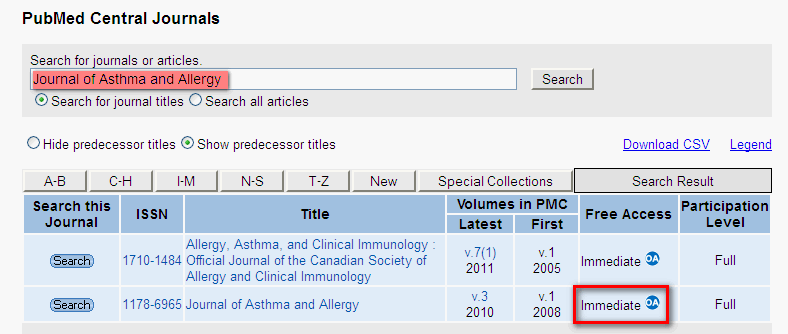 PubMed Central Journals
Search for journals or articles.
Journal of Asthma and Allergy
Search
Search for journal titles Search all articles
Hide predecessor titles Show predecessor titles
Download CSV Legend
A-B C-H I-M N-S T-Z New Special Collections Search Result
Search this Journal ISSN Title Volumes in PMC Free Access Participation Level
Latest First
Search 1710-1484 Allergy, Asthma, and Clinical Immunology :
Official Journal of the Canadian Society of
Allergy and Clinical Immunology
v.7(1) 2011 v.1 2005 Immediate OA Full
Search 1178-6965 Journal of Asthma and Allergy v.3 2010 v.1 2008 Immediate OA Full